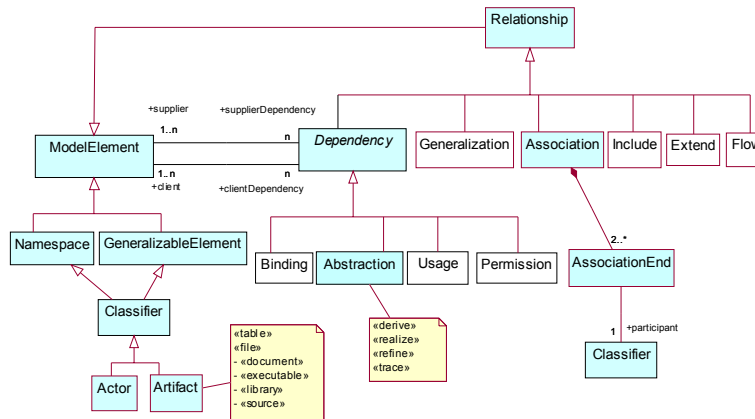 Relationship
+supplier
+supplierDependency
1..n
n
ModelElement
Dependency
Generalization
Association
Include
Extend
Flow
1..n
n
+client
+clientDependency
Namespace
GeneralizableElement
Binding
Abstraction
Usage
Permission
2..*
AssociationEnd
Classifier
«table»
«file»
- «document»
- «executable»
- «library»
- «source»
«derive»
«realize»
«refine»
«trace»
1
+participant
Classifier
Actor
Artifact